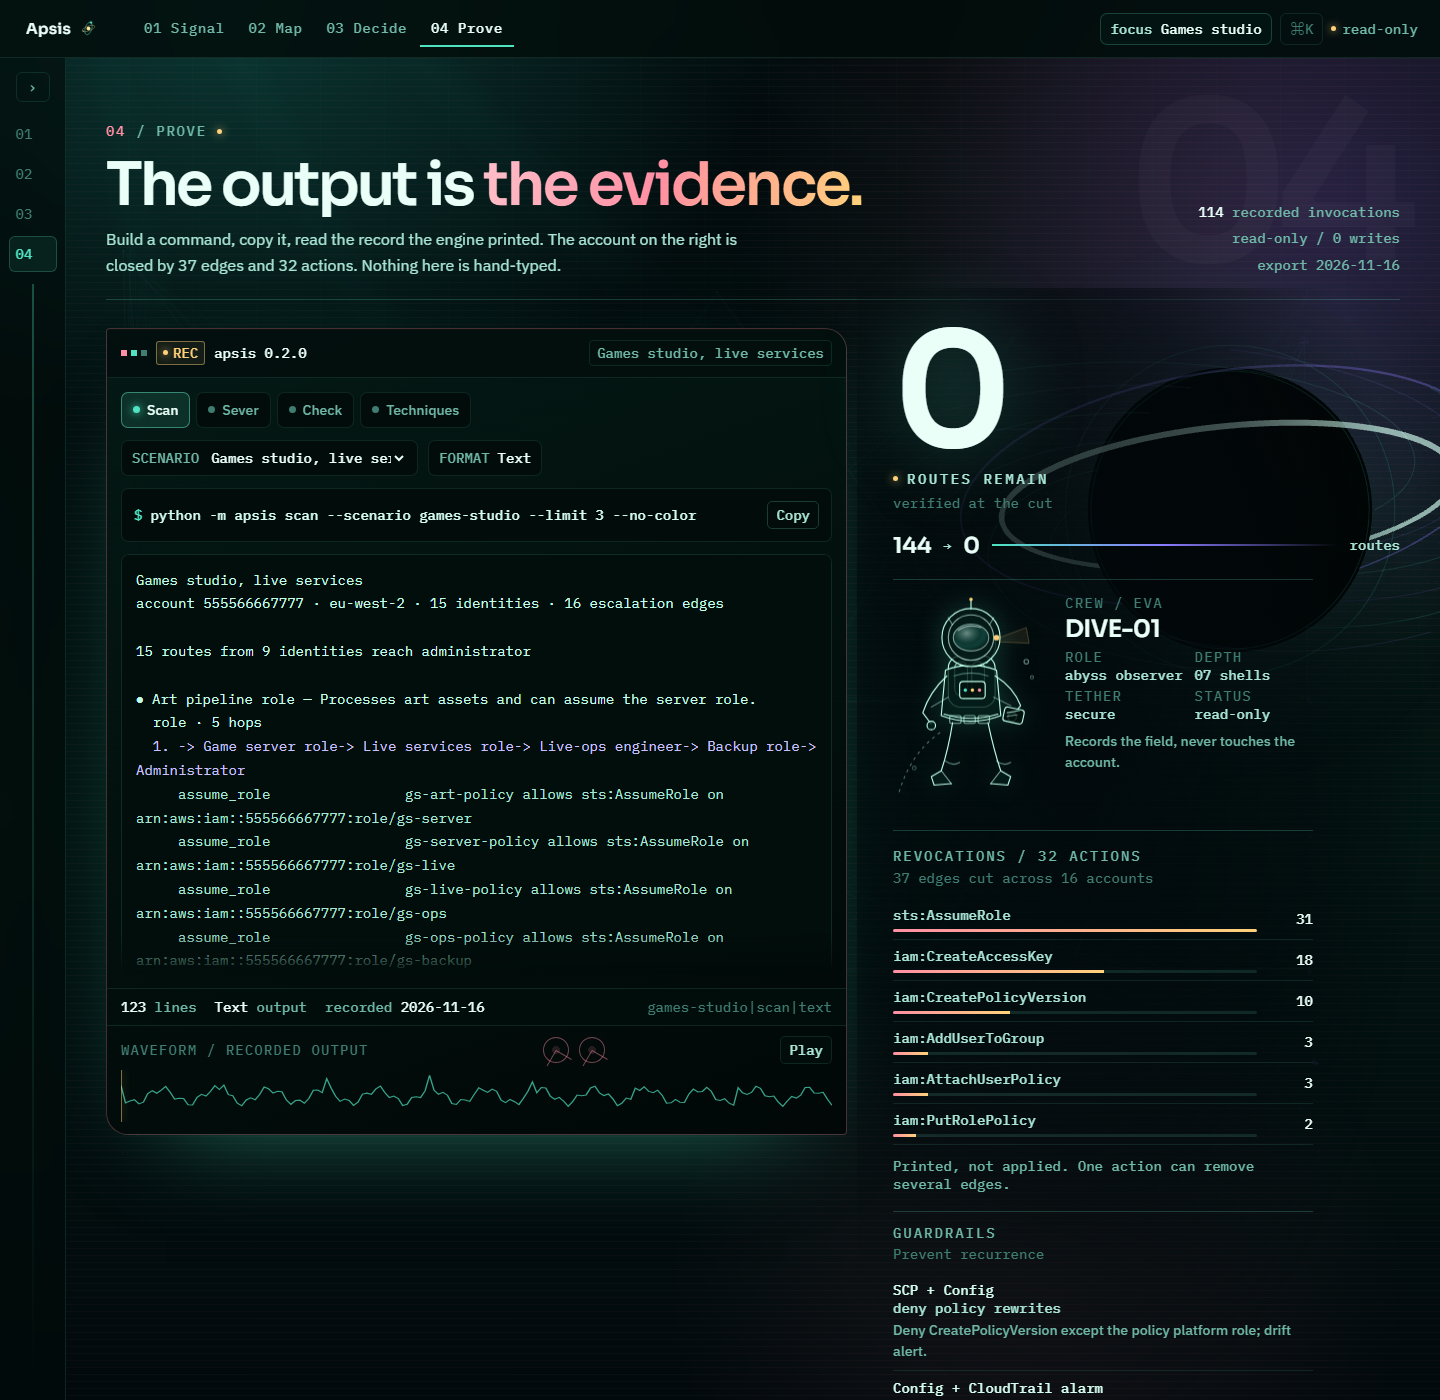 Apsis
01 Signal
02 Map
03 Decide
04 Prove
focus Games studio
⌘K
read-only
›
01
02
03
04
04
04 / PROVE
The output is the evidence.
Build a command, copy it, read the record the engine printed. The account on the right is
closed by 37 edges and 32 actions. Nothing here is hand-typed.
114 recorded invocations
read-only / 0 writes
export 2026-11-16
REC
apsis 0.2.0
Games studio, live services
Scan
Sever
Check
Techniques
SCENARIO Games studio, live se
FORMAT Text
$ python -m apsis scan --scenario games-studio --limit 3 --no-color
Copy
Games studio, live services
account 555566667777 · eu-west-2 · 15 identities · 16 escalation edges
15 routes from 9 identities reach administrator
● Art pipeline role — Processes art assets and can assume the server role.
role · 5 hops
1. -> Game server role-> Live services role-> Live-ops engineer-> Backup role->
Administrator
assume_role gs-art-policy allows sts:AssumeRole on
arn:aws:iam::555566667777:role/gs-server
assume_role gs-server-policy allows sts:AssumeRole on
arn:aws:iam::555566667777:role/gs-live
assume_role gs-live-policy allows sts:AssumeRole on
arn:aws:iam::555566667777:role/gs-ops
assume_role gs-ops-policy allows sts:AssumeRole on
arn:aws:iam::555566667777:role/gs-backup
123 lines
Text output
recorded 2026-11-16
games-studio|scan|text
WAVEFORM / RECORDED OUTPUT
Play
0
ROUTES REMAIN
verified at the cut
144 → 0
routes
CREW / EVA
DIVE-01
ROLE
abyss observer
DEPTH
07 shells
TETHER
secure
STATUS
read-only
Records the field, never touches the
account.
REVOCATIONS / 32 ACTIONS
37 edges cut across 16 accounts
sts:AssumeRole 31
iam:CreateAccessKey 18
iam:CreatePolicyVersion 10
iam:AddUserToGroup 3
iam:AttachUserPolicy 3
iam:PutRolePolicy 2
Printed, not applied. One action can remove
several edges.
GUARDRAILS
Prevent recurrence
SCP + Config
deny policy rewrites
Deny CreatePolicyVersion except the policy platform role; drift
alert.
Config + CloudTrail alarm